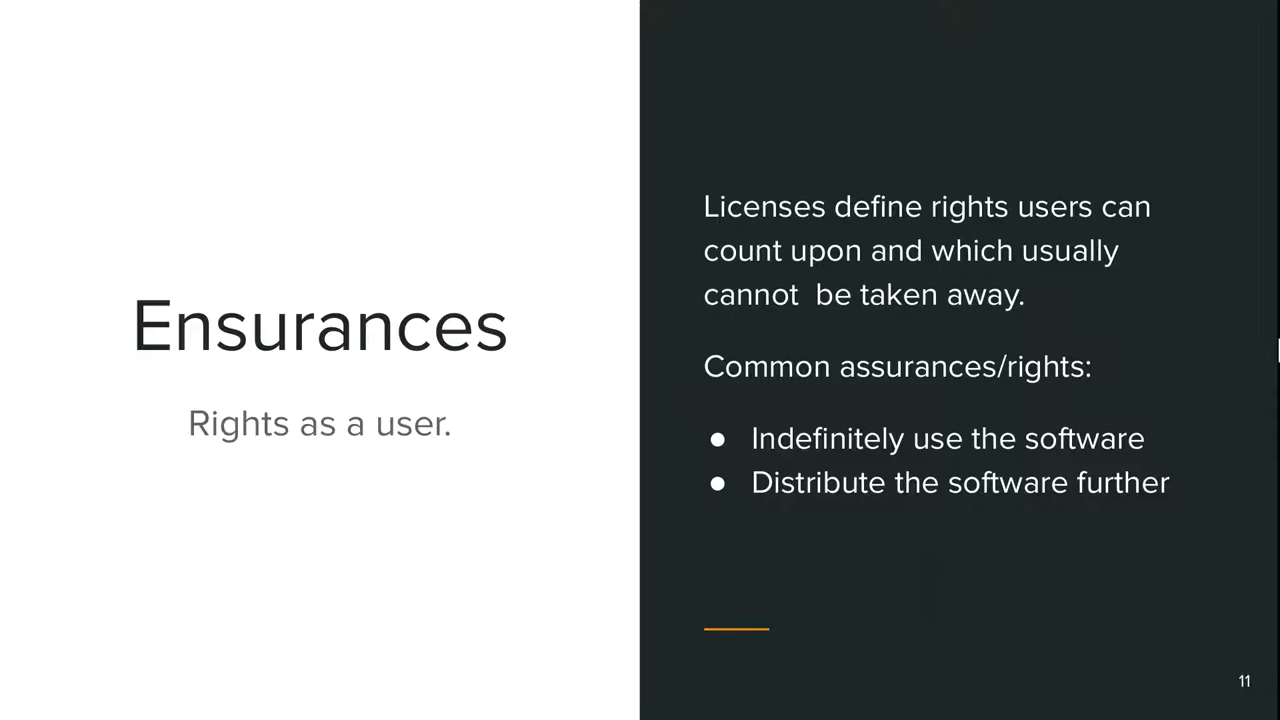 Ensurances
Rights as a user.
Licenses define rights users can
count upon and which usually
cannot  be taken away.
Common assurances/rights:
● Indefinitely use the software
● Distribute the software further
11